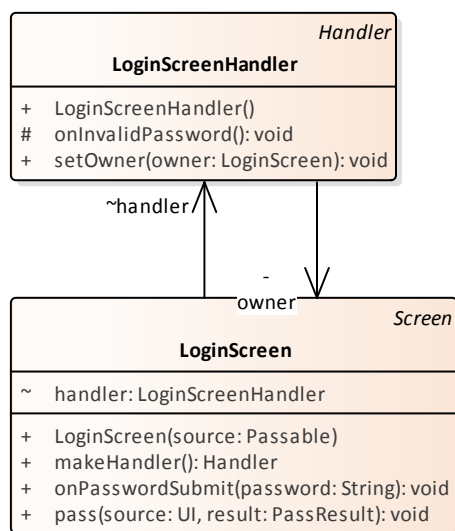 Handler
LoginScreenHandler
+ LoginScreenHandler()
# onInvalidPassword(): void
+ setOwner(owner: LoginScreen): void
~handler
-
owner
Screen
LoginScreen
~ handler: LoginScreenHandler
+ LoginScreen(source: Passable)
+ makeHandler(): Handler
+ onPasswordSubmit(password: String): void
+ pass(source: UI, result: PassResult): void